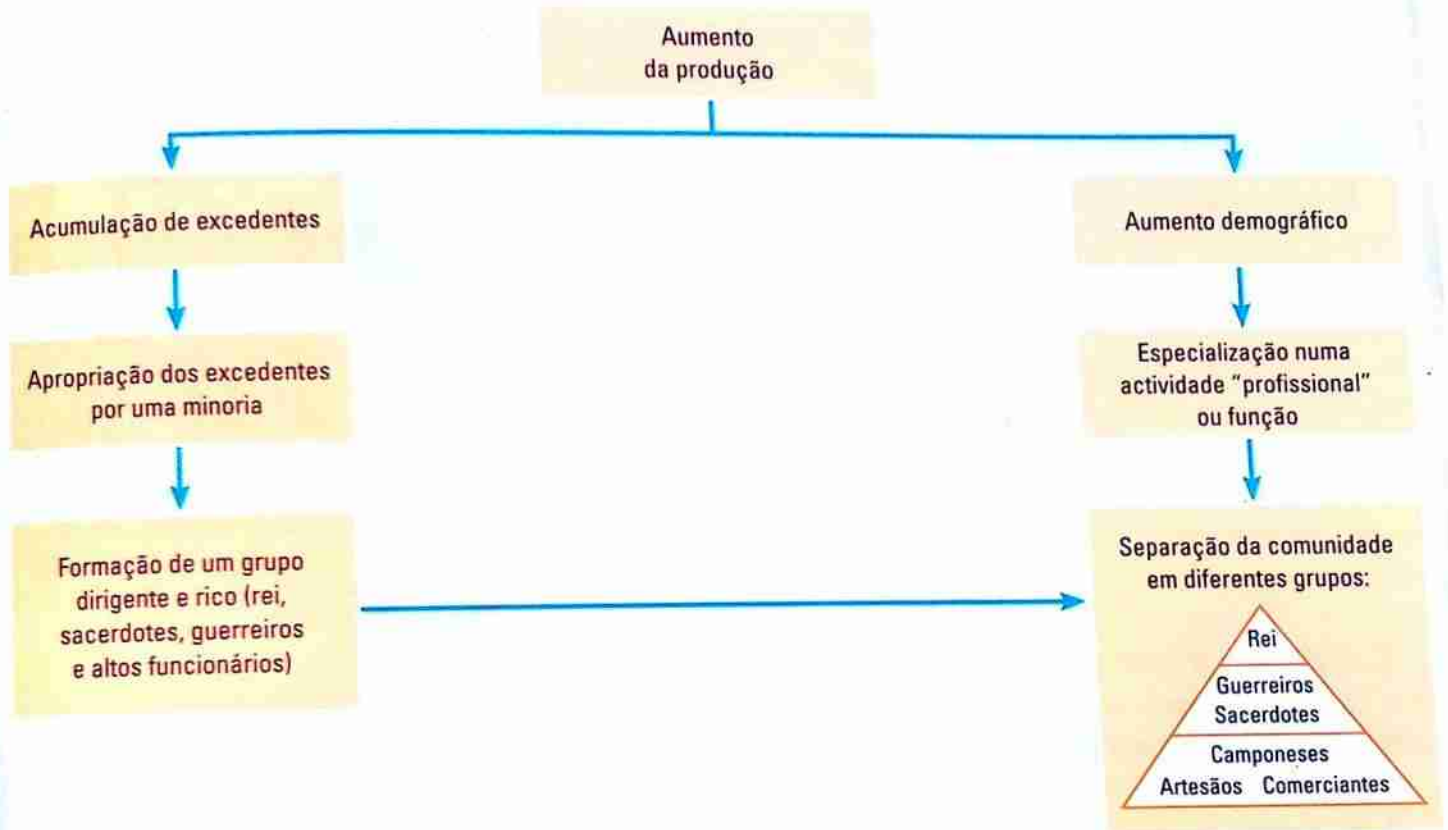 Aumento
da produção
Acumulação de excedentes
Aumento demográfico
Apropriação dos excedentes
por uma minoria
Especialização numa
actividade “profissional”
ou função
Formação de um grupo
dirigente e rico (rei,
sacerdotes, guerreiros
e altos funcionários)
Separação da comunidade
em diferentes grupos:
Rei
Guerreiros
Sacerdotes
Camponeses
Artesãos Comerciantes